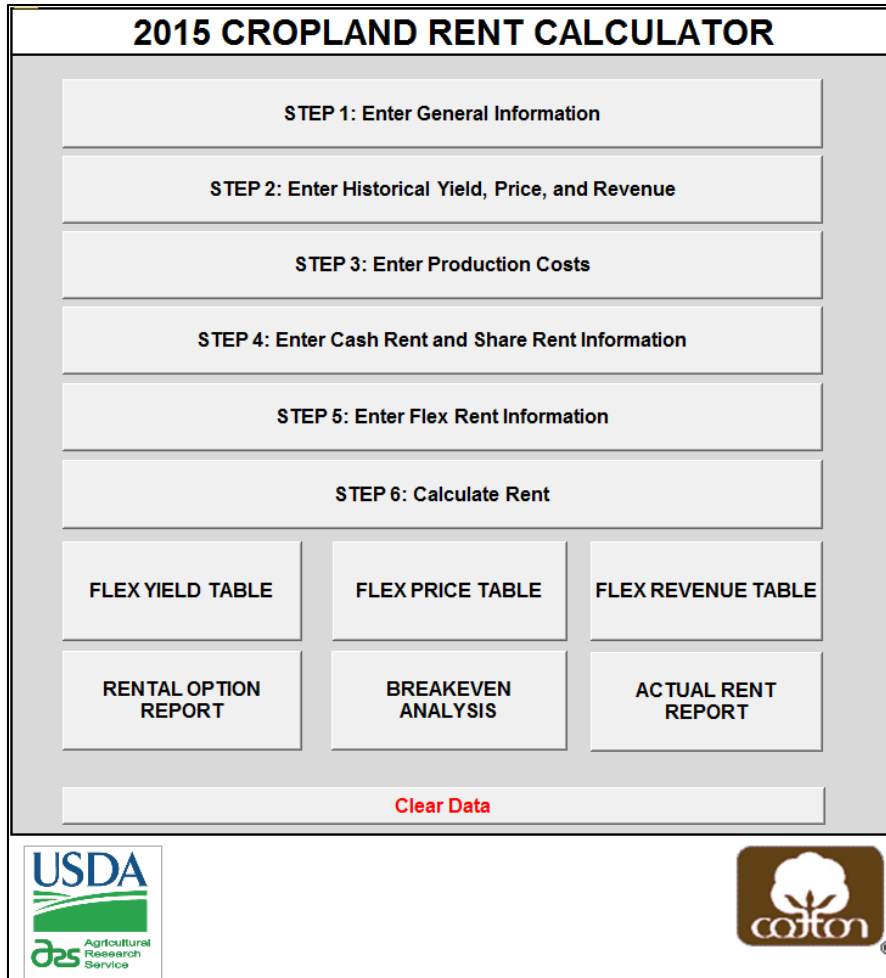 2015 CROPLAND RENT CALCULATOR
STEP 1: Enter General Information
STEP 2: Enter Historical Yield, Price, and Revenue
STEP 3: Enter Production Costs
STEP 4: Enter Cash Rent and Share Rent Information
STEP 5: Enter Flex Rent Information
STEP 6: Calculate Rent
FLEX YIELD TABLE
FLEX PRICE TABLE
FLEX REVENUE TABLE
RENTAL OPTION
REPORT
BREAKEVEN
ANALYSIS
ACTUAL RENT
REPORT
Clear Data
USDA
ars
Agricultural
Research
Service
cotton
®